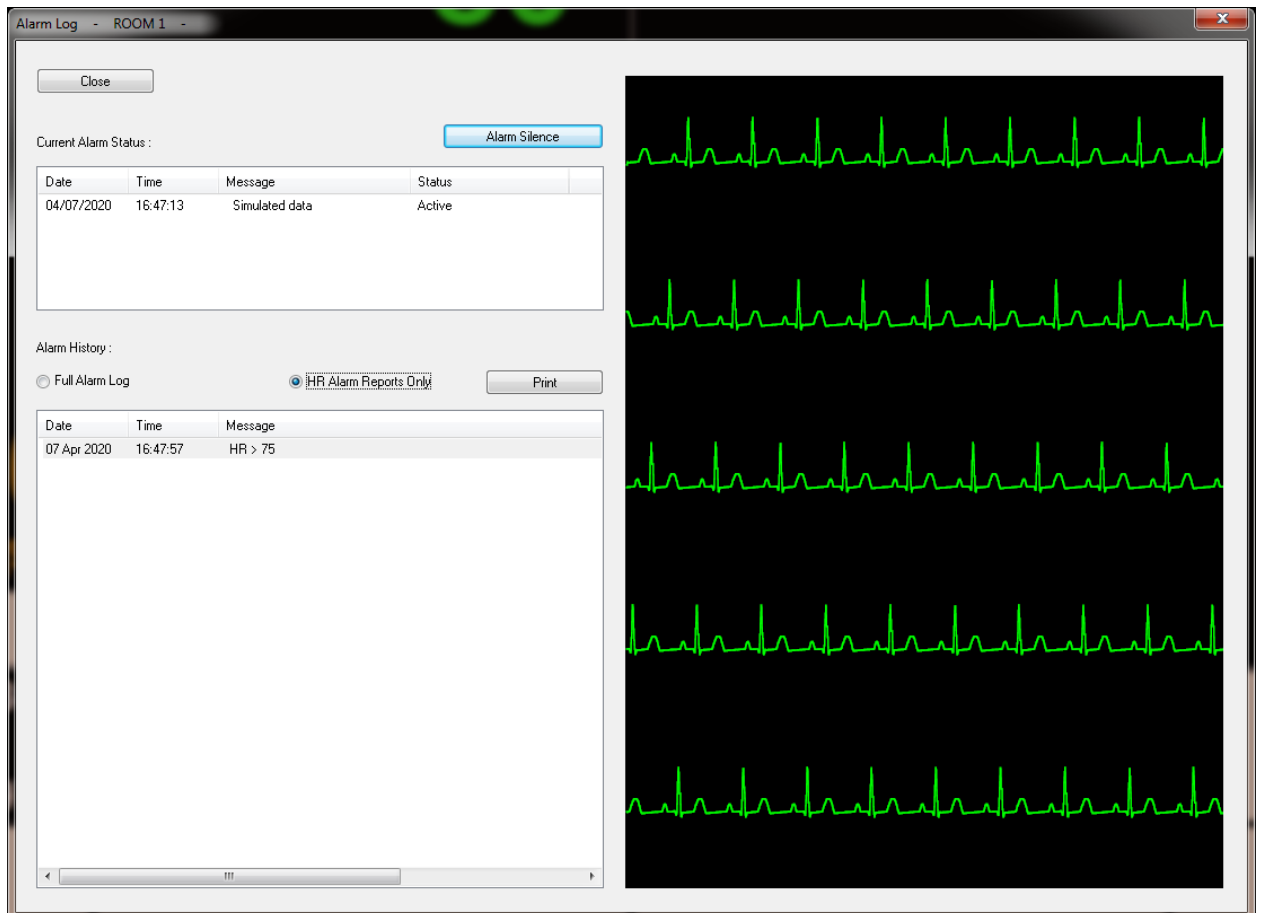 Alarm Log - ROOM 1 -
Close
Current Alarm Status :
Alarm Silence
Date Time Message Status
04/07/2020 16:47:13 Simulated data Active
Alarm History :
Full Alarm Log HR Alarm Reports Only Print
Date Time Message
07 Apr 2020 16:47:57 HR > 75